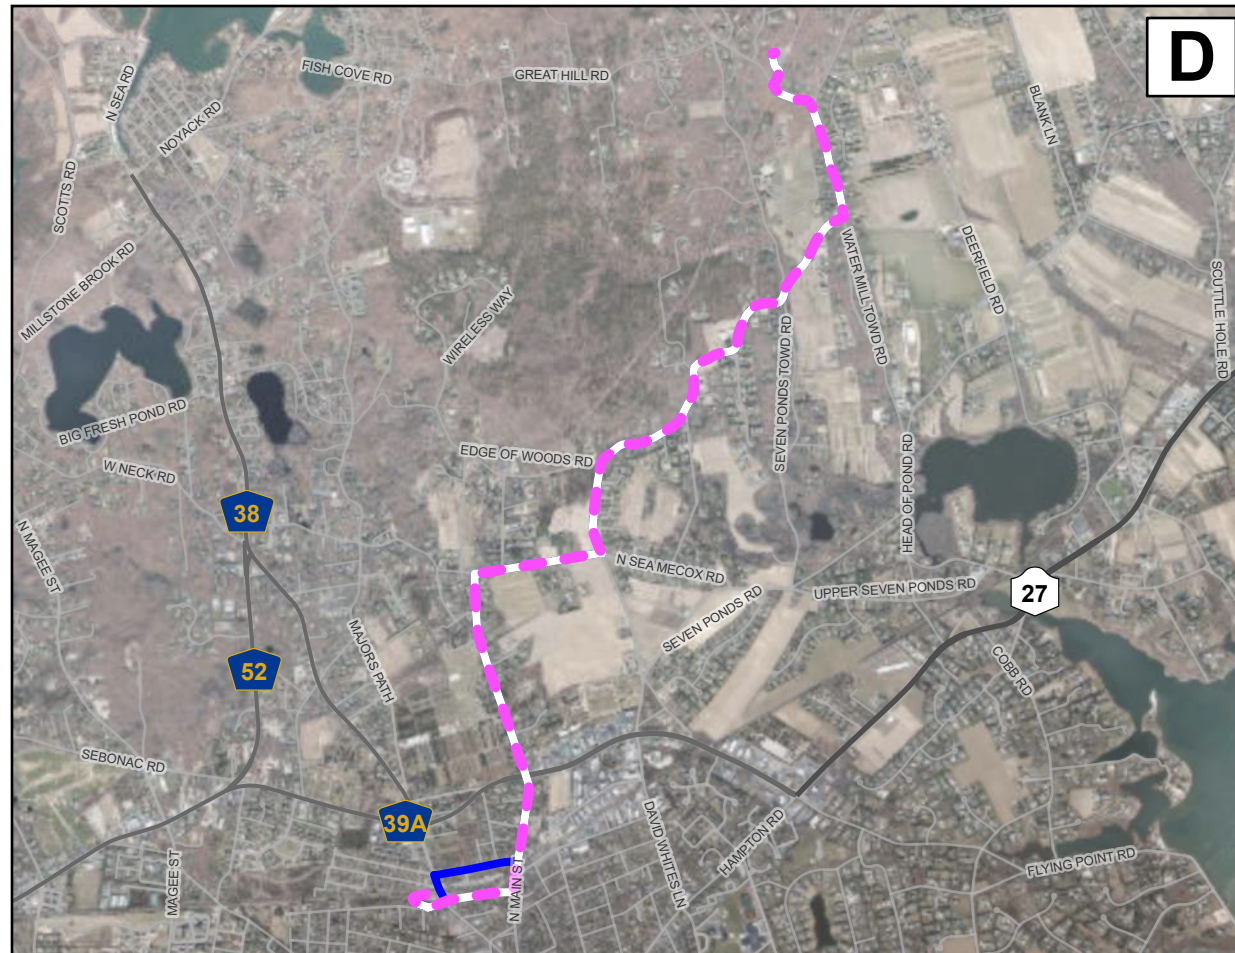 D
FISH COVE RD
GREAT HILL RD
N SEA RD
NOYACK RD
BLANK LN
SCOTTS RD
MILLSTONE BROOK RD
WATER MILL TOWD RD
DEERFIELD RD
SCUTTLE HOLE RD
WIRELESS WAY
SEVEN PONDS TOWD RD
BIG FRESH POND RD
EDGE OF WOODS RD
HEAD OF POND RD
W NECK RD
38
N MAGEE ST
N SEA MECOX RD
UPPER SEVEN PONDS RD
27
SEVEN PONDS RD
52
MAJORS PATH
COBB RD
SEBONAC RD
39A
DAVID WHITES LN
HAMPTON RD
FLYING POINT RD
MAGEE ST
N MAIN ST